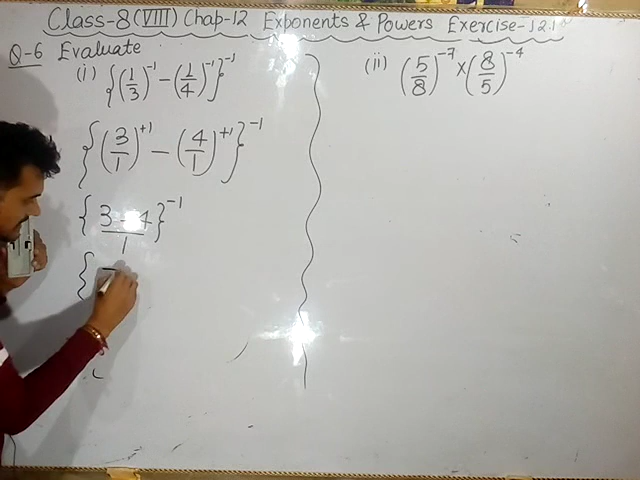 Class-8 (VIII) Chap-12 Exponents & Powers Exercise-12.1
Q-6 Evaluate
(i) {(1/3)⁻¹ - (1/4)⁻¹}⁻¹
{(3/1)⁺¹ - (4/1)⁺¹}⁻¹
{(3-4)/1}⁻¹
{ -
(ii) (5/8)⁻⁷ × (8/5)⁻⁴